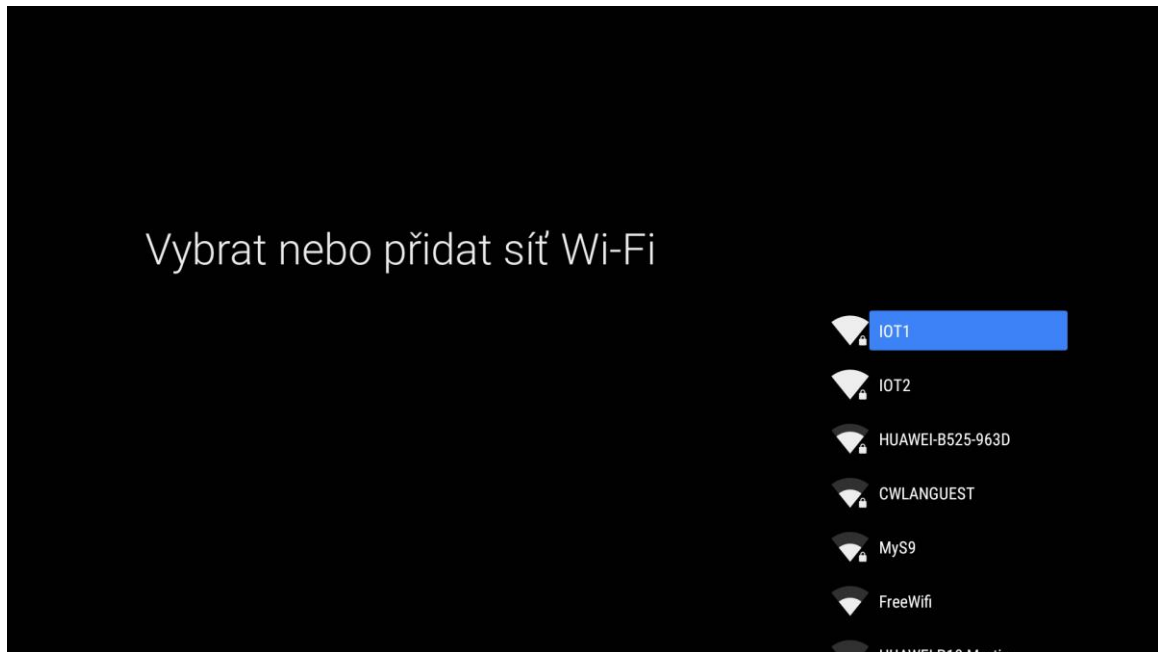 Vybrat nebo přidat síť Wi-Fi
IOT1
IOT2
HUAWEI-B525-963D
CWLANGUEST
MyS9
FreeWifi